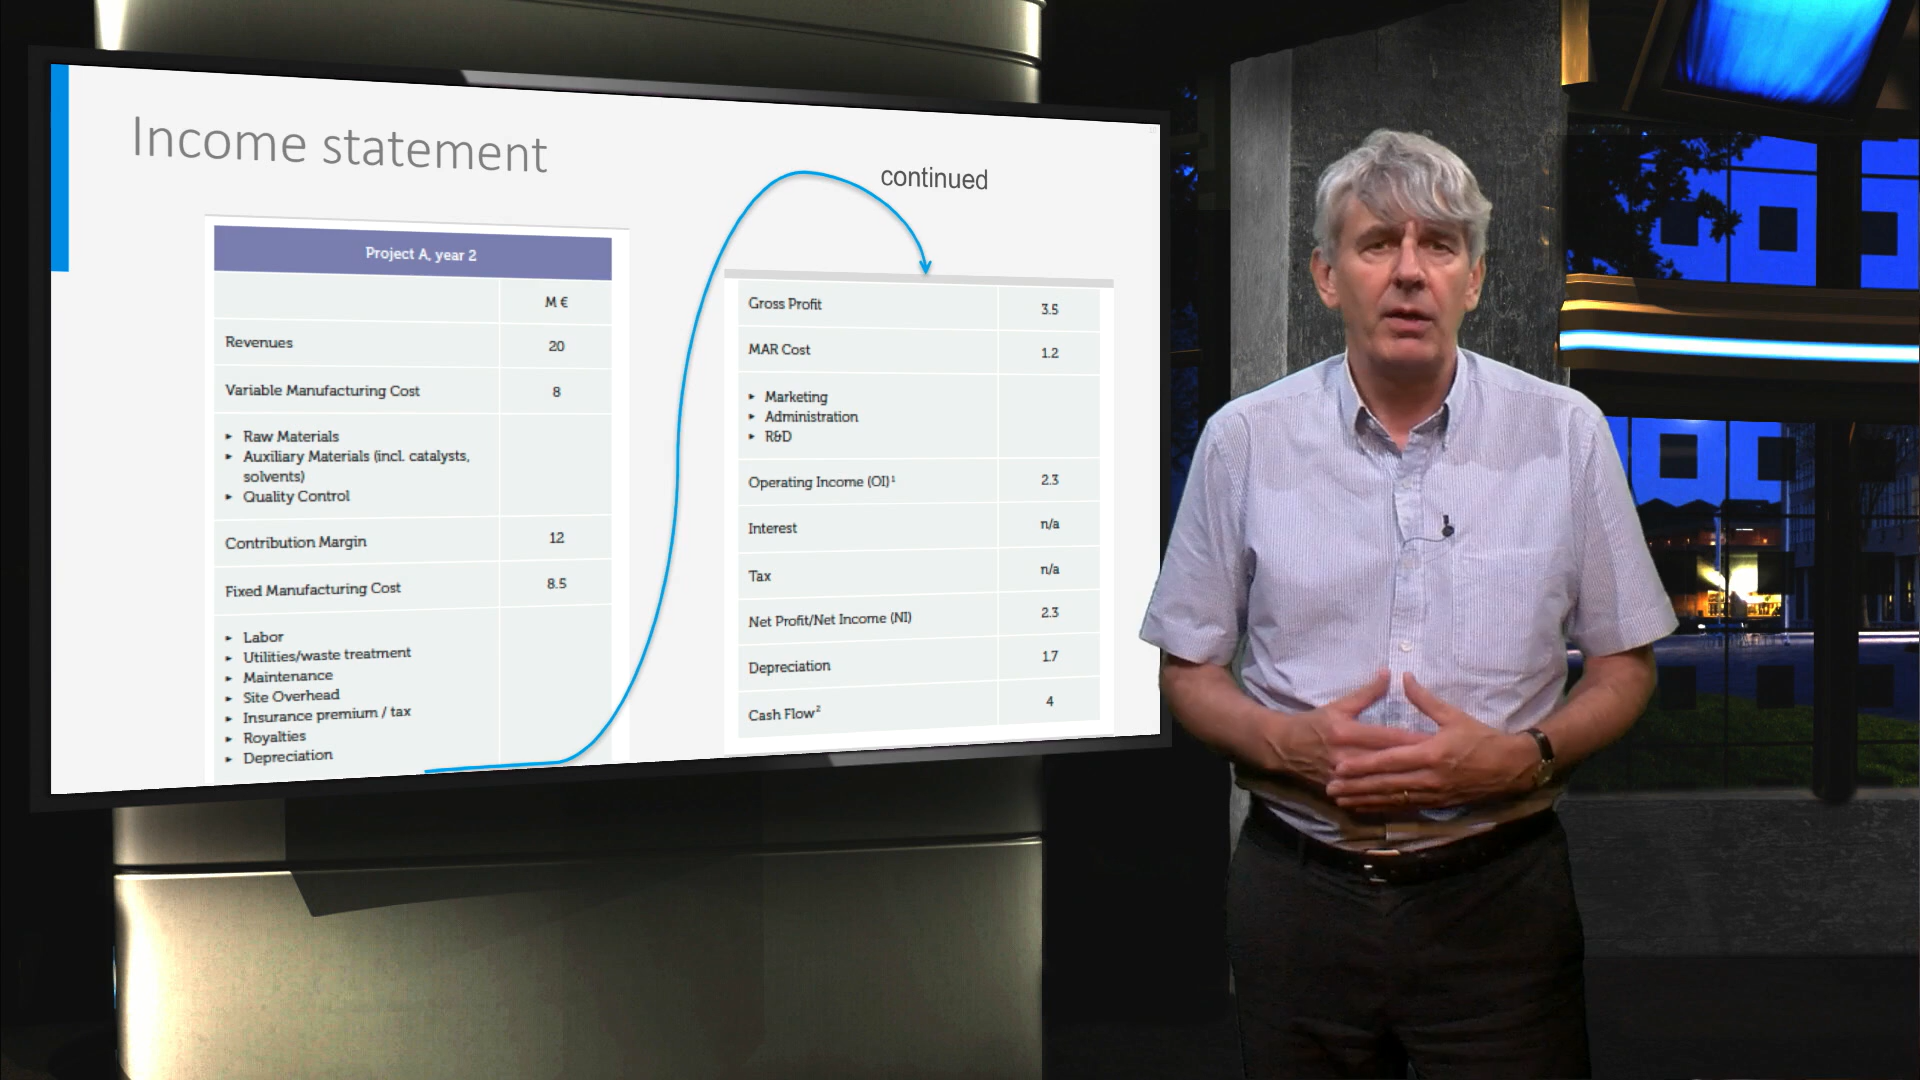 Income statement
continued
Project A, year 2
M €
Revenues 20
Variable Manufacturing Cost 8
▸ Raw Materials
▸ Auxiliary Materials (incl. catalysts,
solvents)
▸ Quality Control
Contribution Margin 12
Fixed Manufacturing Cost 8.5
▸ Labor
▸ Utilities/waste treatment
▸ Maintenance
▸ Site Overhead
▸ Insurance premium / tax
▸ Royalties
▸ Depreciation
Gross Profit 3.5
MAR Cost 1.2
▸ Marketing
▸ Administration
▸ R&D
Operating Income (OI)¹ 2.3
Interest n/a
Tax n/a
Net Profit/Net Income (NI) 2.3
Depreciation 1.7
Cash Flow² 4